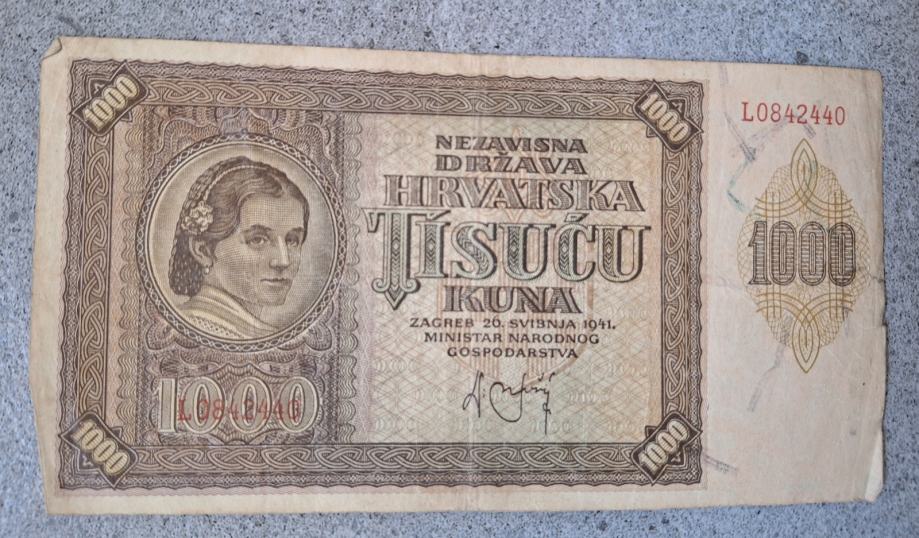 1000
1000
L0842440
NEZAVISNA
DRŽAVA
HRVATSKA
TISUĆU
KUNA
1000
ZAGREB 26. SVIBNJA 1941.
MINISTAR NARODNOG
GOSPODARSTVA
1000
L0842440
1000
1000